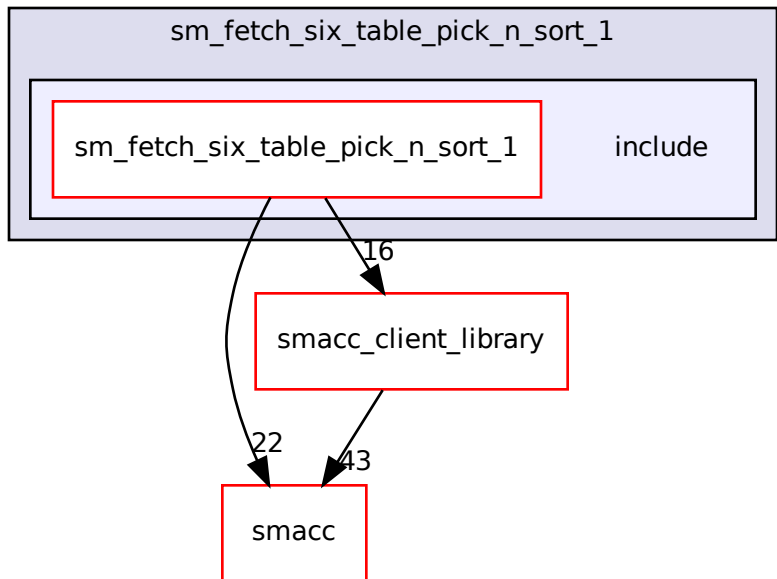 sm_fetch_six_table_pick_n_sort_1
sm_fetch_six_table_pick_n_sort_1
include
16
smacc_client_library
22
43
smacc